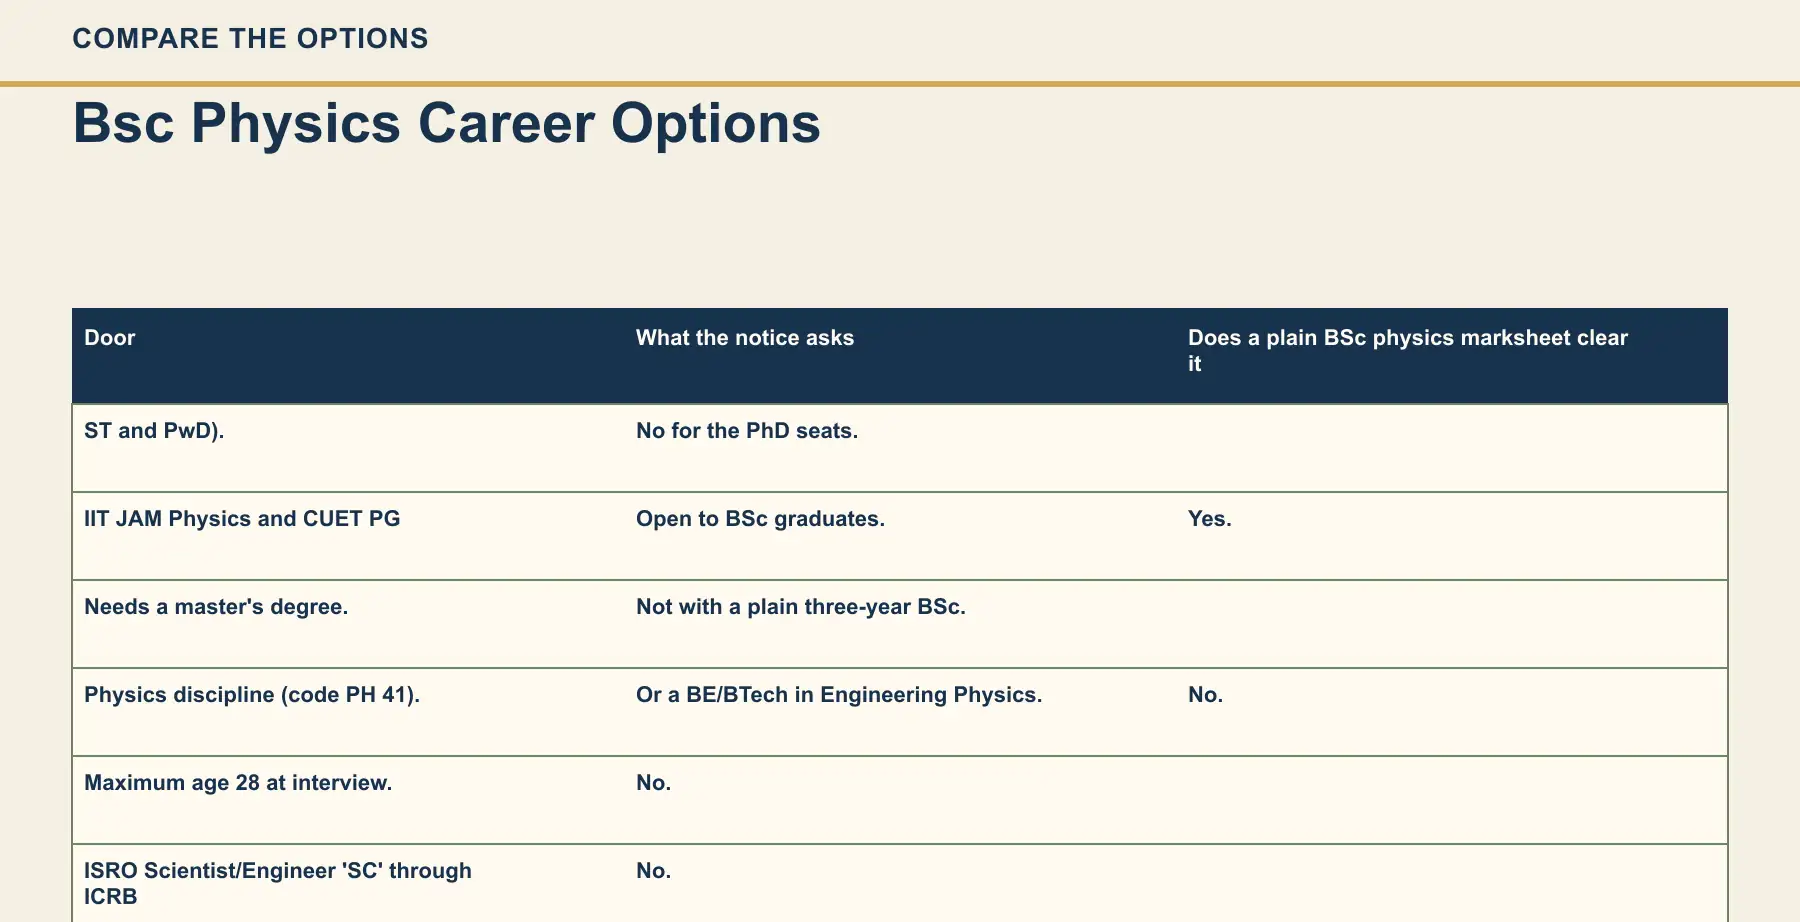 COMPARE THE OPTIONS
Bsc Physics Career Options
Door What the notice asks Does a plain BSc physics marksheet clear
it
ST and PwD). No for the PhD seats.
IIT JAM Physics and CUET PG Open to BSc graduates. Yes.
Needs a master's degree. Not with a plain three-year BSc.
Physics discipline (code PH 41). Or a BE/BTech in Engineering Physics. No.
Maximum age 28 at interview. No.
ISRO Scientist/Engineer 'SC' through No.
ICRB